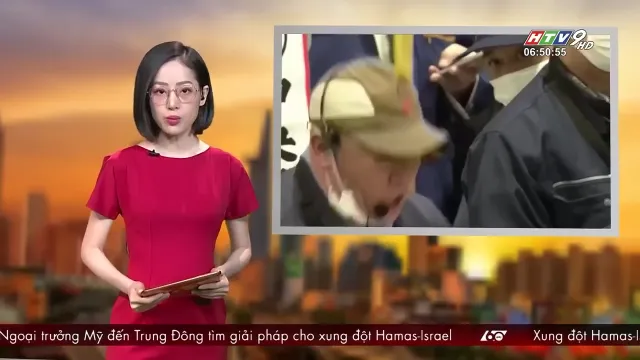 HTV9 HD
06:50:55
Ngoại trưởng Mỹ đến Trung Đông tìm giải pháp cho xung đột Hamas-Israel 60 Xung đột Hamas-I